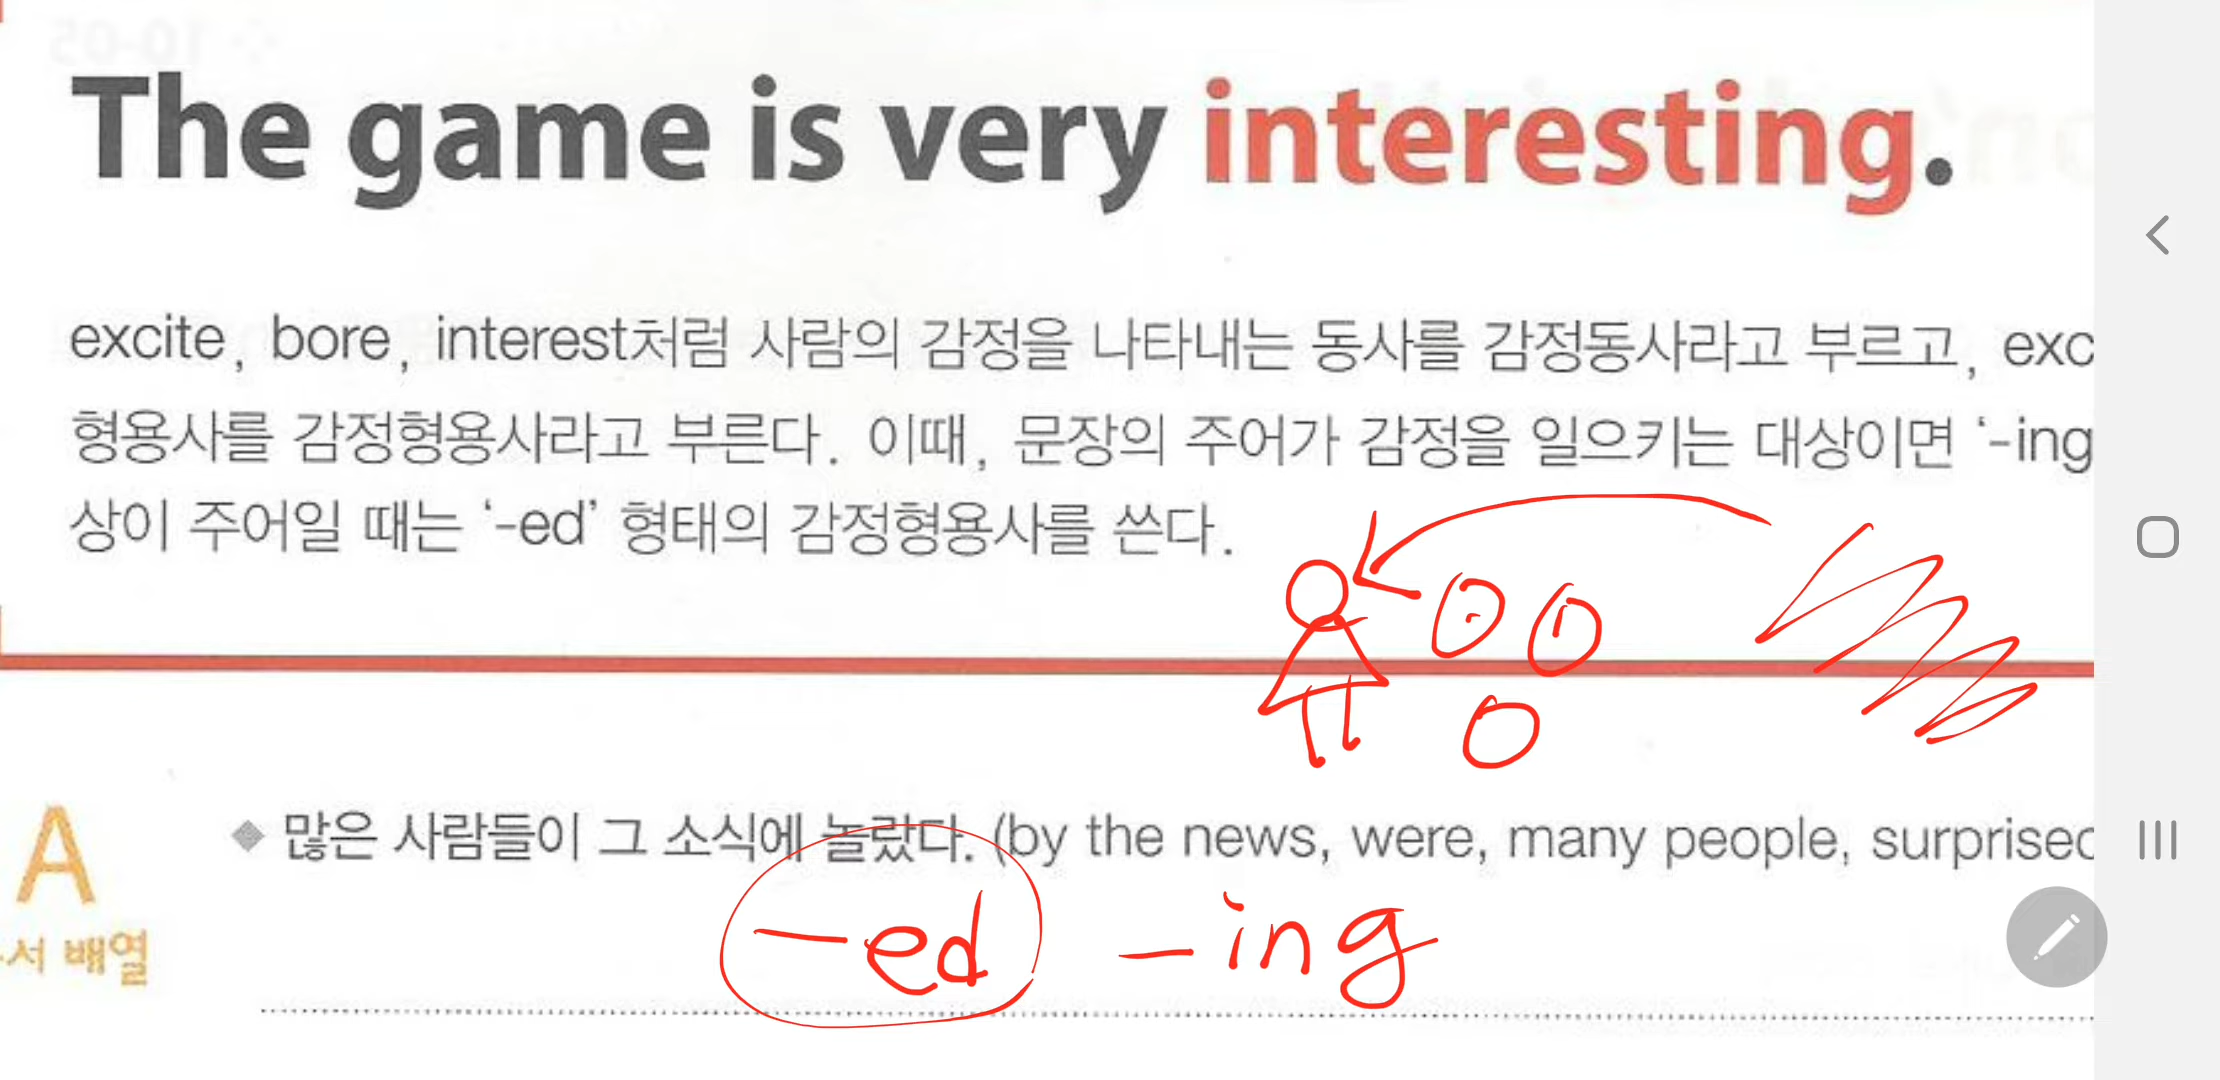 The game is very interesting.
excite, bore, interest처럼 사람의 감정을 나타내는 동사를 감정동사라고 부르고, exc
형용사를 감정형용사라고 부른다. 이때, 문장의 주어가 감정을 일으키는 대상이면 ‘-ing
상이 주어일 때는 ‘-ed’ 형태의 감정형용사를 쓴다.
A
서 배열
◆ 많은 사람들이 그 소식에 놀랐다. (by the news, were, many people, surprised
-ed -ing